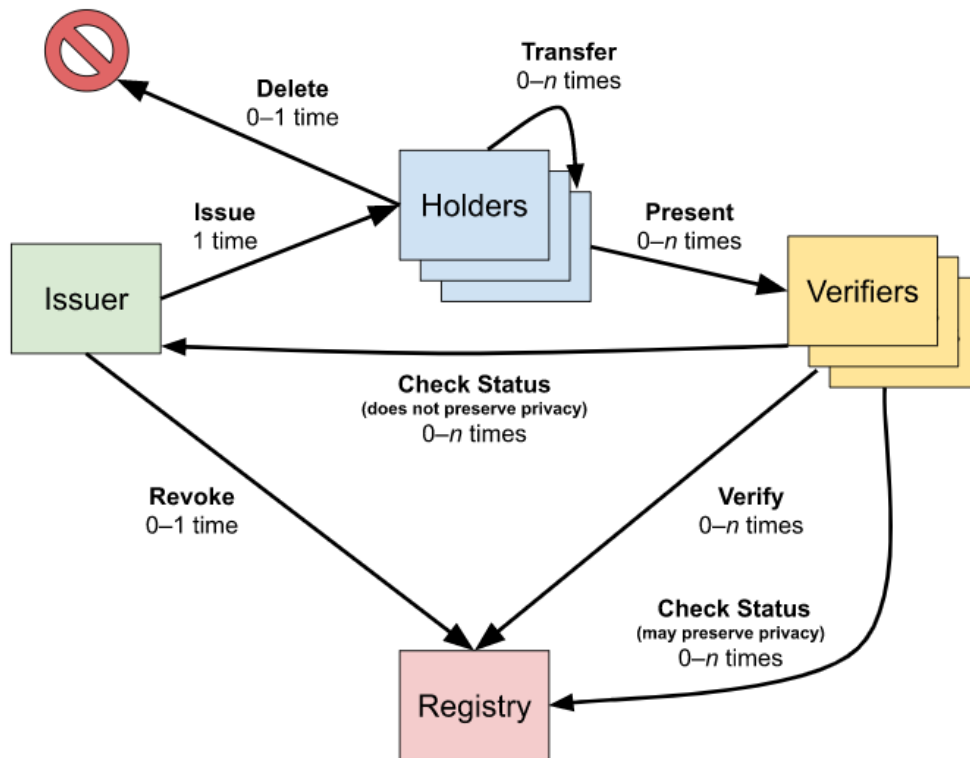 Transfer
0–n times
Delete
0–1 time
Holders
Issue
1 time
Present
0–n times
Issuer
Verifiers
Check Status
(does not preserve privacy)
0–n times
Revoke
0–1 time
Verify
0–n times
Check Status
(may preserve privacy)
0–n times
Registry